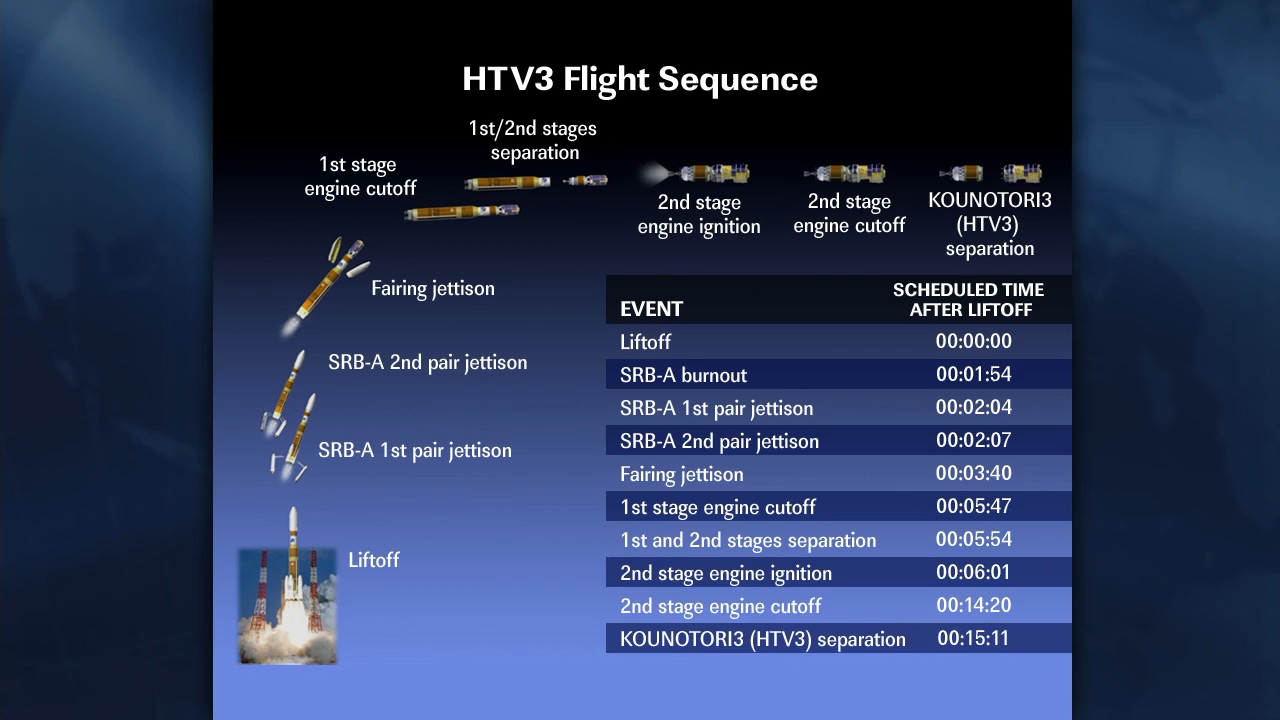 HTV3 Flight Sequence
1st/2nd stages
separation
1st stage
engine cutoff
2nd stage
engine ignition
2nd stage
engine cutoff
KOUNOTORI3
(HTV3)
separation
Fairing jettison
SRB-A 2nd pair jettison
SRB-A 1st pair jettison
Liftoff
EVENT
SCHEDULED TIME
AFTER LIFTOFF
Liftoff 00:00:00
SRB-A burnout 00:01:54
SRB-A 1st pair jettison 00:02:04
SRB-A 2nd pair jettison 00:02:07
Fairing jettison 00:03:40
1st stage engine cutoff 00:05:47
1st and 2nd stages separation 00:05:54
2nd stage engine ignition 00:06:01
2nd stage engine cutoff 00:14:20
KOUNOTORI3 (HTV3) separation 00:15:11